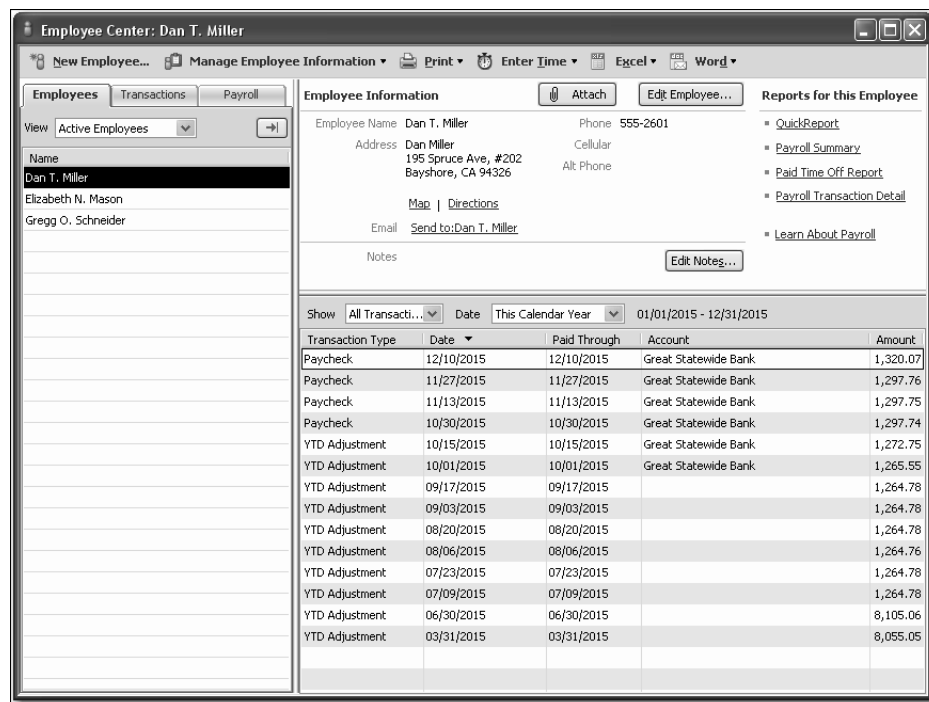 Employee Center: Dan T. Miller
New Employee... Manage Employee Information Print Enter Time Excel Word
Employees Transactions Payroll
View Active Employees
Name
Dan T. Miller
Elizabeth N. Mason
Gregg O. Schneider
Employee Information Attach Edit Employee...
Employee Name Dan T. Miller Phone 555-2601
Address Dan Miller Cellular
195 Spruce Ave, #202
Bayshore, CA 94326 Alt Phone
Map | Directions
Email Send to:Dan T. Miller
Notes Edit Notes...
Reports for this Employee
QuickReport
Payroll Summary
Paid Time Off Report
Payroll Transaction Detail
Learn About Payroll
Show All Transacti... Date This Calendar Year 01/01/2015 - 12/31/2015
Transaction Type Date Paid Through Account Amount
Paycheck 12/10/2015 12/10/2015 Great Statewide Bank 1,320.07
Paycheck 11/27/2015 11/27/2015 Great Statewide Bank 1,297.76
Paycheck 11/13/2015 11/13/2015 Great Statewide Bank 1,297.75
Paycheck 10/30/2015 10/30/2015 Great Statewide Bank 1,297.74
YTD Adjustment 10/15/2015 10/15/2015 Great Statewide Bank 1,272.75
YTD Adjustment 10/01/2015 10/01/2015 Great Statewide Bank 1,265.55
YTD Adjustment 09/17/2015 09/17/2015 1,264.78
YTD Adjustment 09/03/2015 09/03/2015 1,264.78
YTD Adjustment 08/20/2015 08/20/2015 1,264.78
YTD Adjustment 08/06/2015 08/06/2015 1,264.76
YTD Adjustment 07/23/2015 07/23/2015 1,264.78
YTD Adjustment 07/09/2015 07/09/2015 1,264.78
YTD Adjustment 06/30/2015 06/30/2015 8,105.06
YTD Adjustment 03/31/2015 03/31/2015 8,055.05